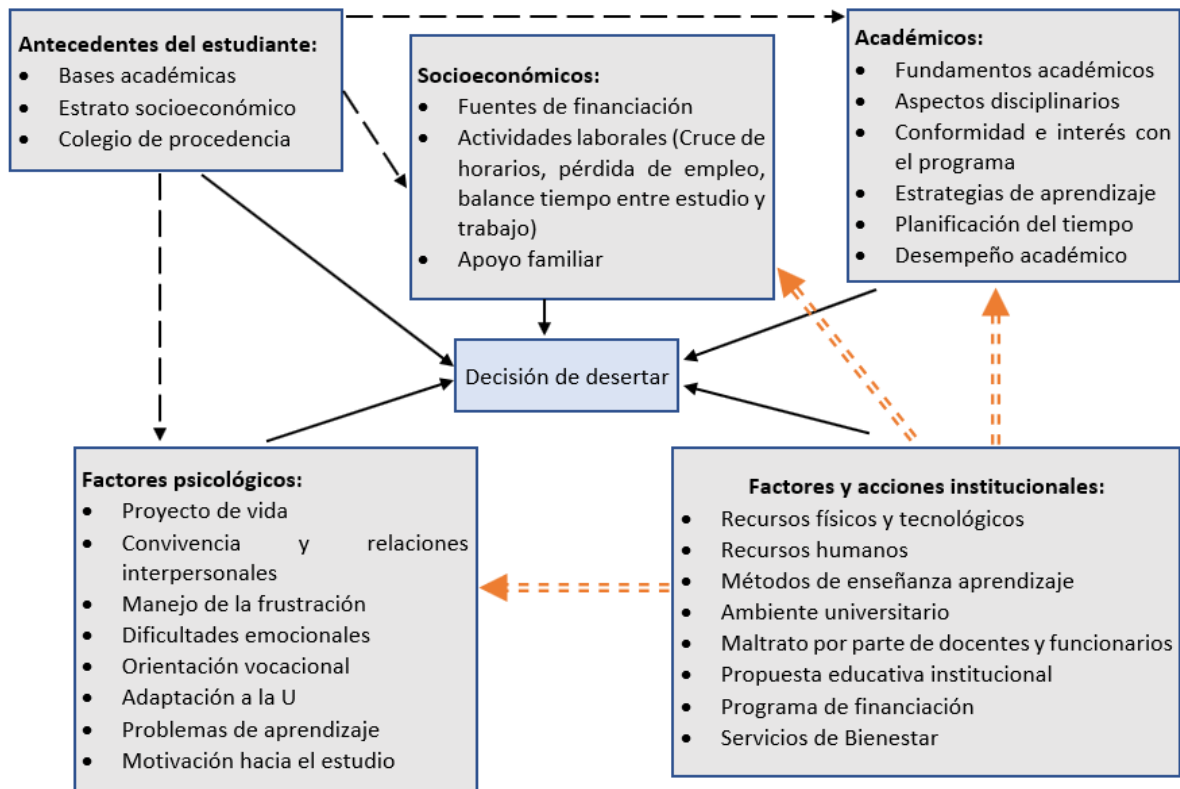 Antecedentes del estudiante:
• Bases académicas
• Estrato socioeconómico
• Colegio de procedencia
Socioeconómicos:
• Fuentes de financiación
• Actividades laborales (Cruce de
horarios, pérdida de empleo,
balance tiempo entre estudio y
trabajo)
• Apoyo familiar
Académicos:
• Fundamentos académicos
• Aspectos disciplinarios
• Conformidad e interés con
el programa
• Estrategias de aprendizaje
• Planificación del tiempo
• Desempeño académico
Decisión de desertar
Factores psicológicos:
• Proyecto de vida
• Convivencia y relaciones
interpersonales
• Manejo de la frustración
• Dificultades emocionales
• Orientación vocacional
• Adaptación a la U
• Problemas de aprendizaje
• Motivación hacia el estudio
Factores y acciones institucionales:
• Recursos físicos y tecnológicos
• Recursos humanos
• Métodos de enseñanza aprendizaje
• Ambiente universitario
• Maltrato por parte de docentes y funcionarios
• Propuesta educativa institucional
• Programa de financiación
• Servicios de Bienestar